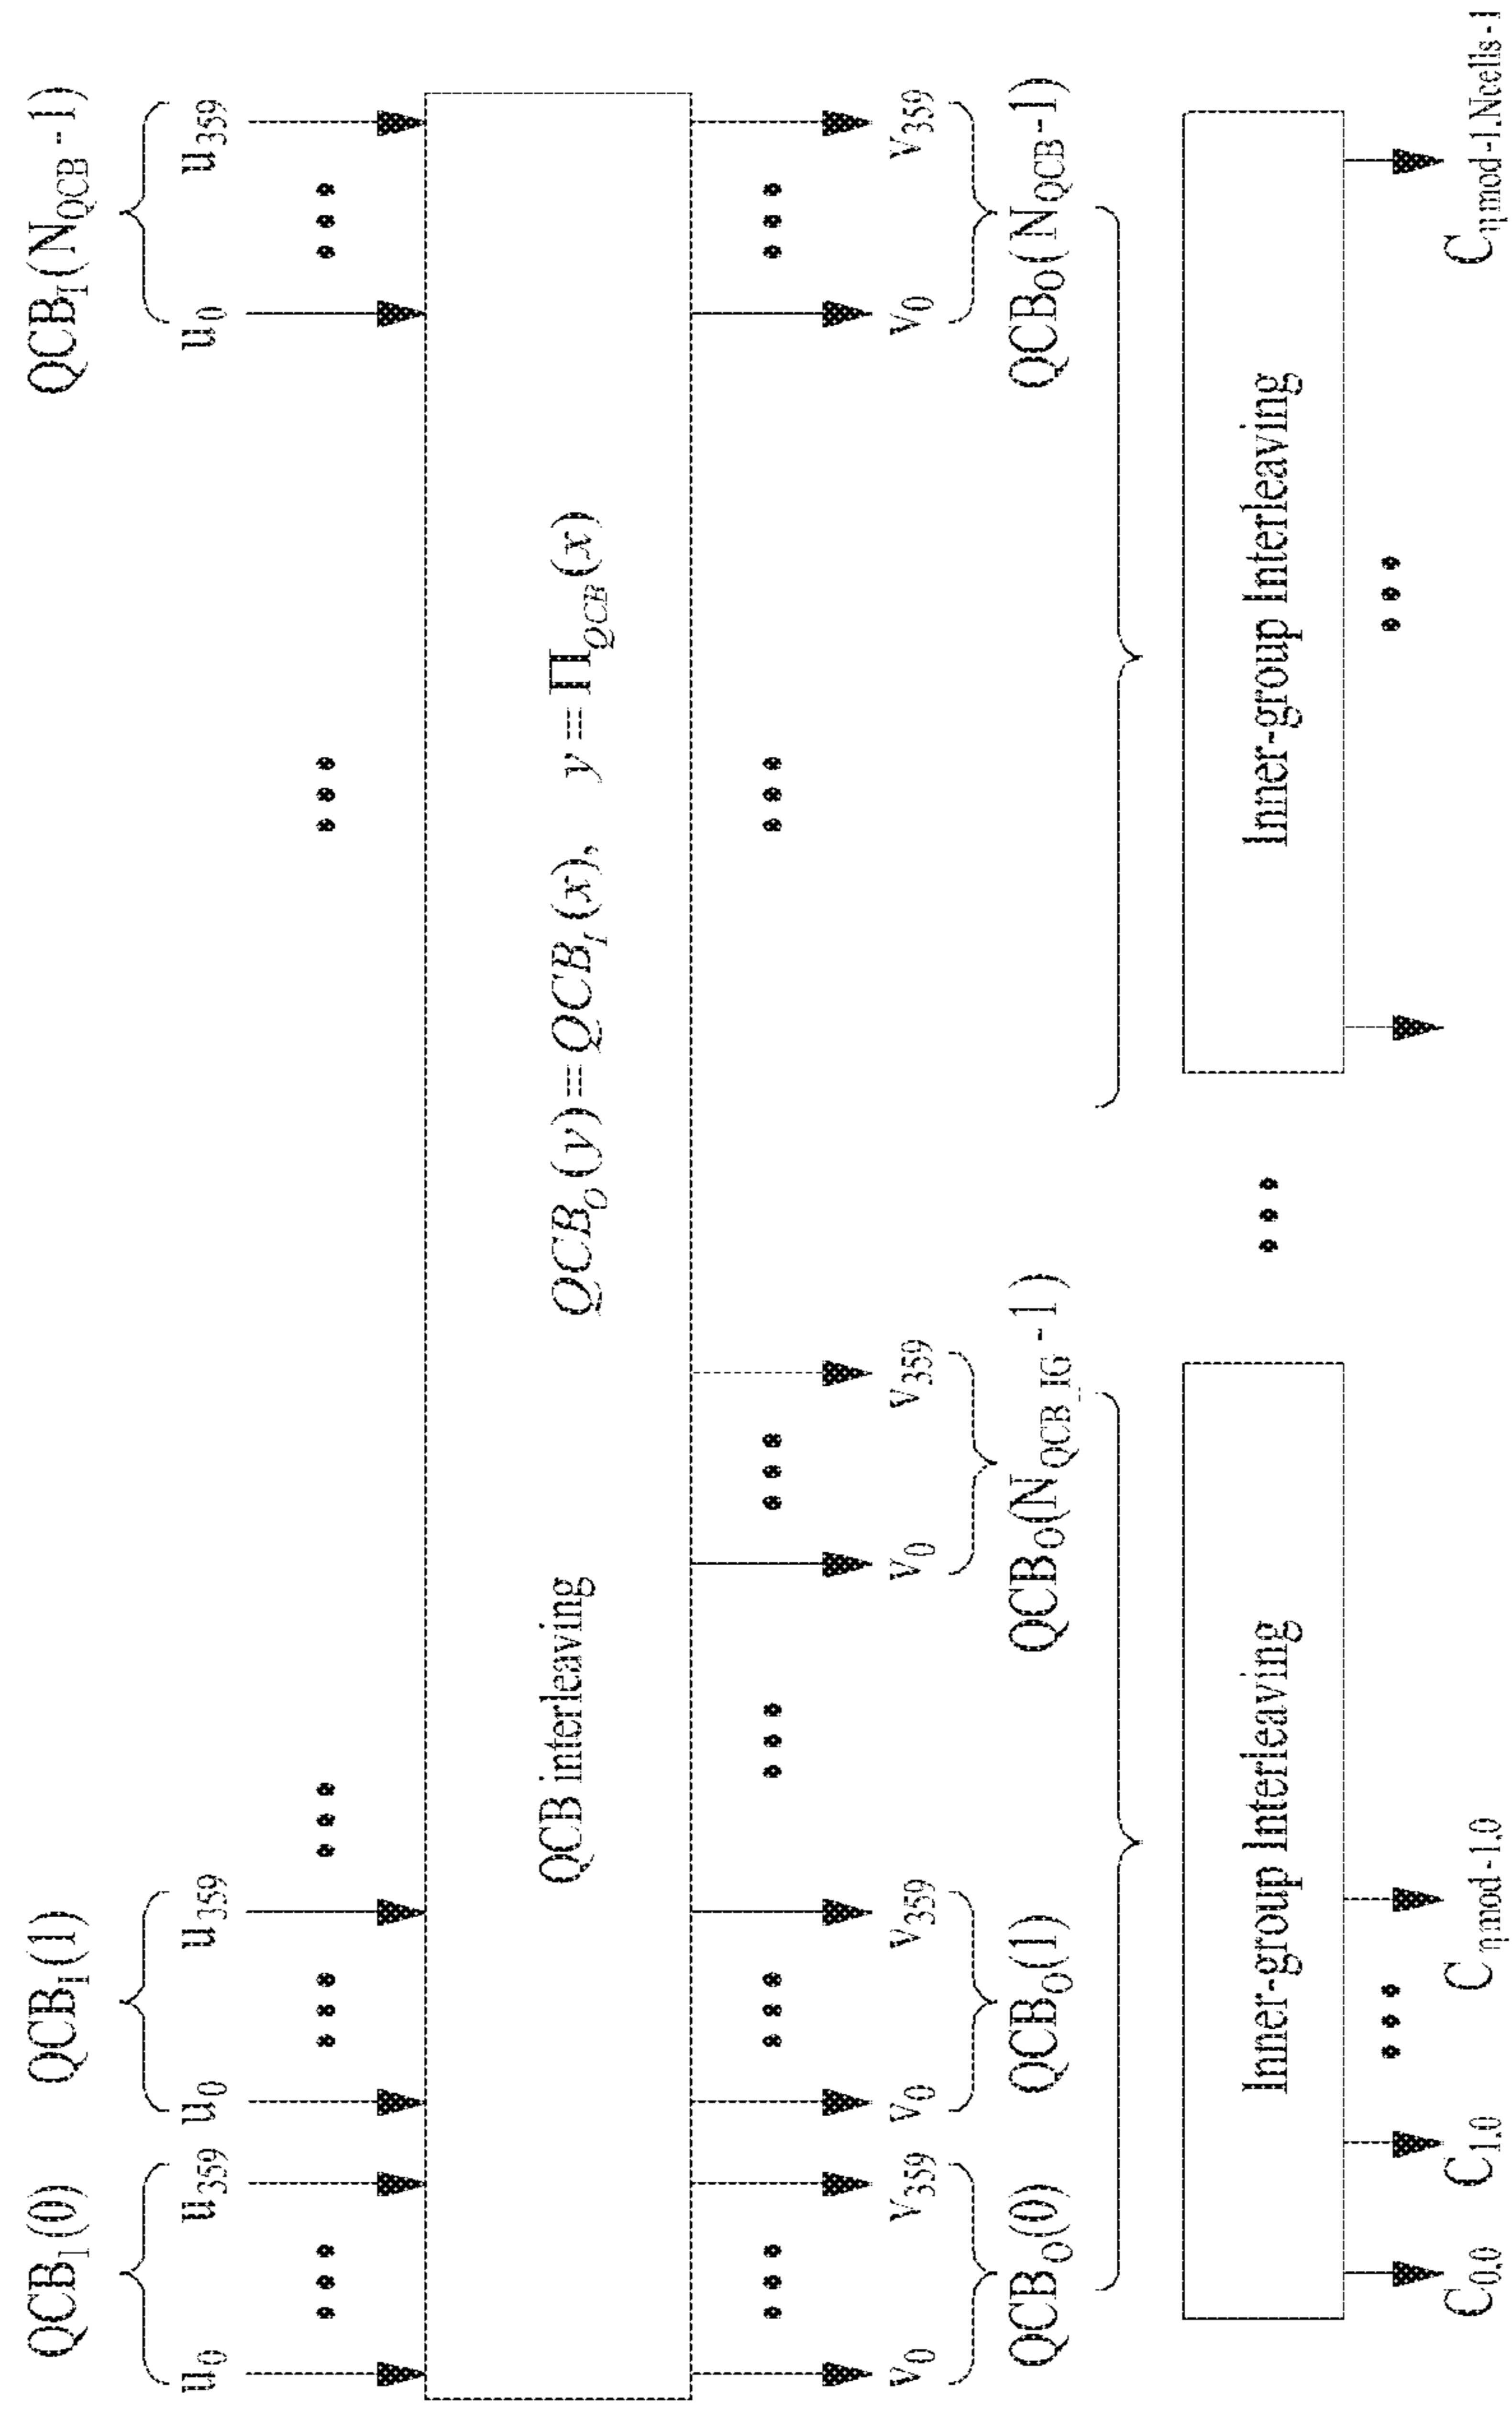 QCB_I(0) QCB_I(1) QCB_I(N_QCB-1)
u_0 ••• u_359 u_0 ••• u_359 ••• ••• u_0 ••• u_359
QCB interleaving QCB_O(y)=QCB_I(x), y=Π_QCB(x)
••• ••• ••• ••• ••• •••
v_0 v_359 v_0 v_359 v_0 v_359 v_0 v_359
QCB_O(0) QCB_O(1) QCB_O(N_QCB_IG-1) QCB_O(N_QCB-1)
Inner-group Interleaving ••• Inner-group Interleaving
••• •••
C_0,0 C_1,0 C_ηmod-1,0 C_ηmod-1,Ncells-1